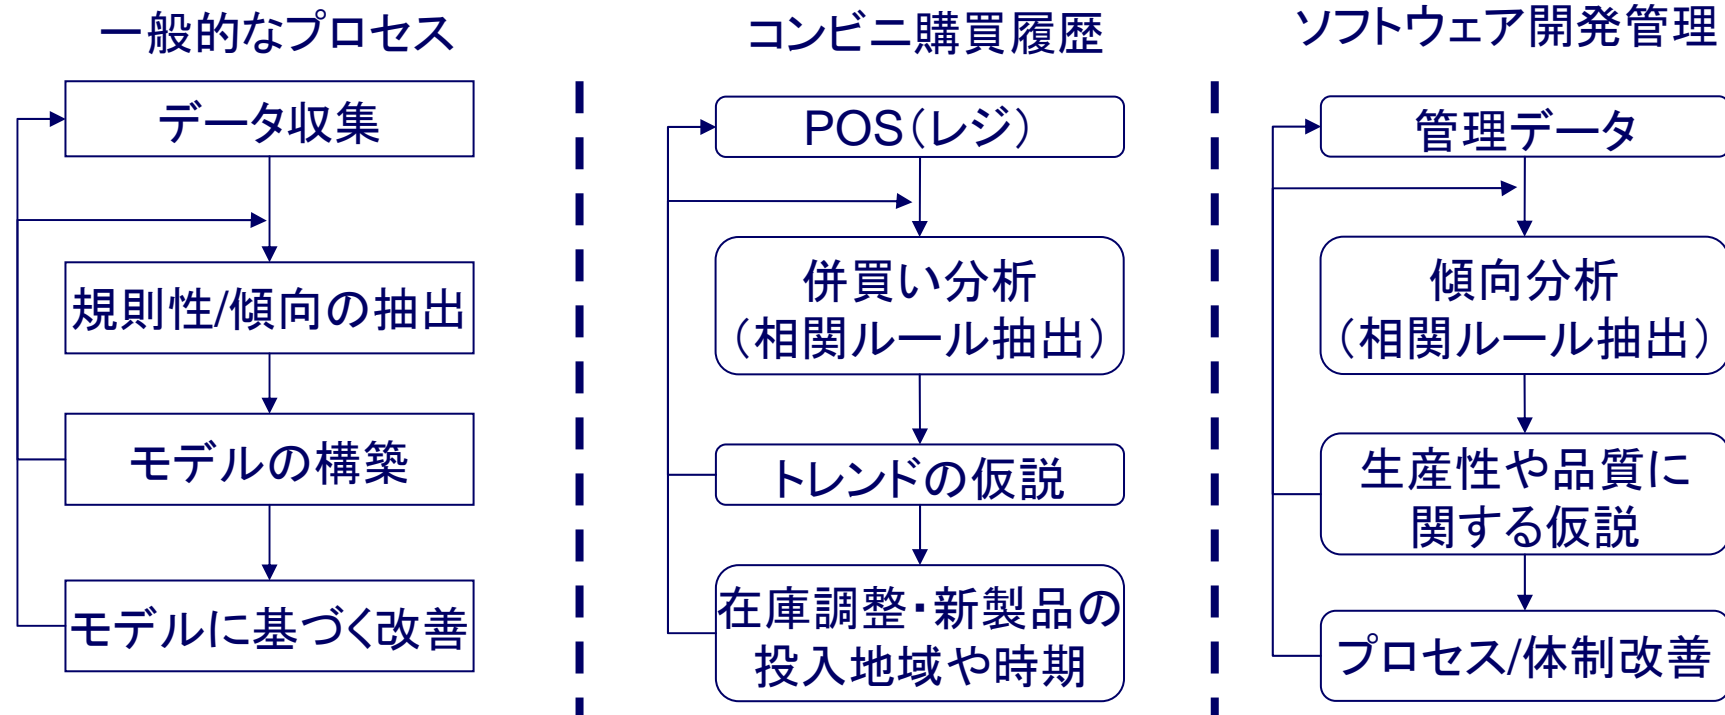 一般的なプロセス
データ収集
規則性/傾向の抽出
モデルの構築
モデルに基づく改善
コンビニ購買履歴
POS(レジ)
併買い分析
(相関ルール抽出)
トレンドの仮説
在庫調整・新製品の
投入地域や時期
ソフトウェア開発管理
管理データ
傾向分析
(相関ルール抽出)
生産性や品質に
関する仮説
プロセス/体制改善